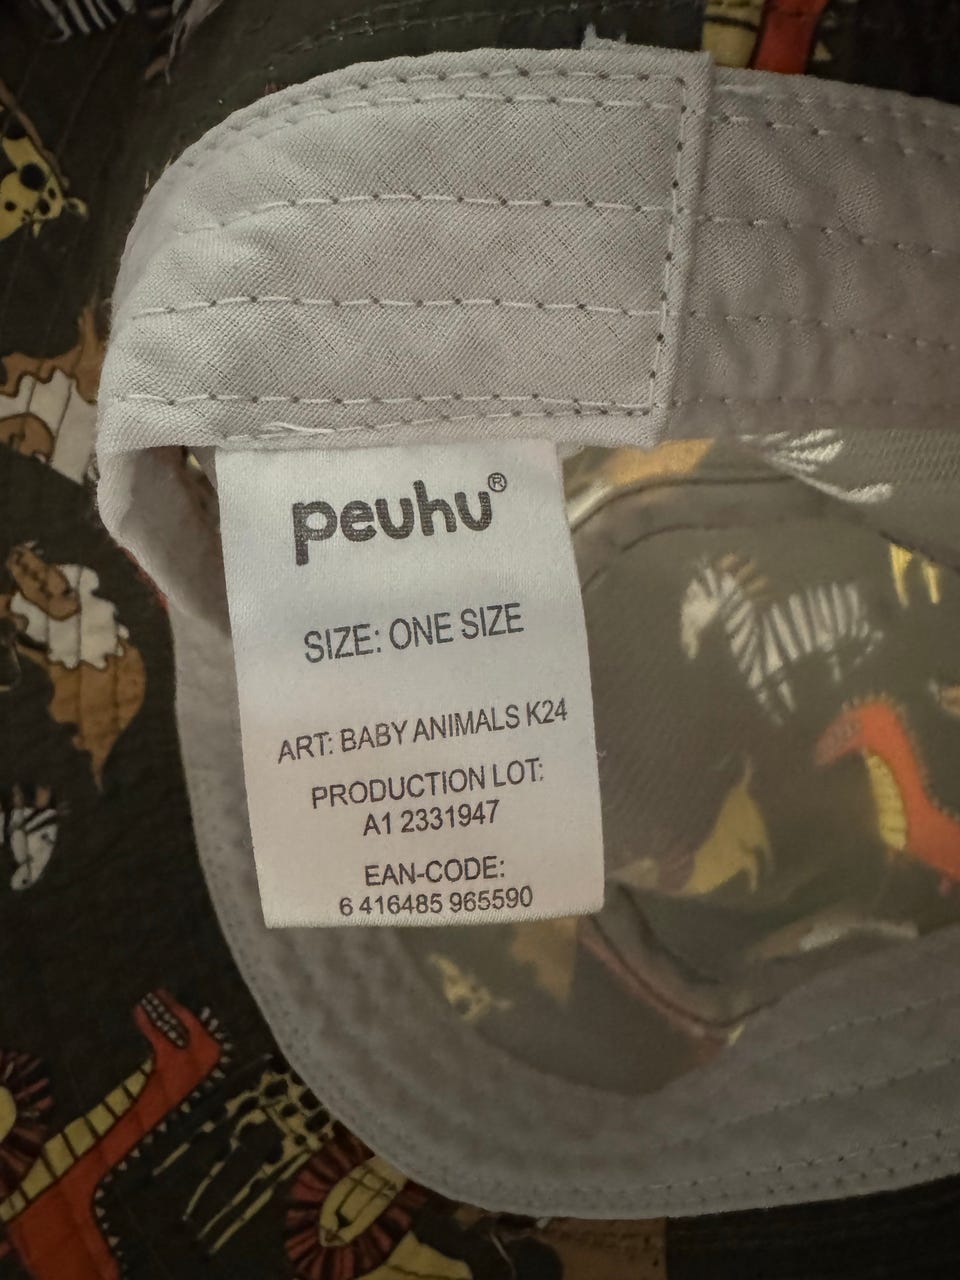 peuhu®
SIZE: ONE SIZE
ART: BABY ANIMALS K24
PRODUCTION LOT:
A1 2331947
EAN-CODE:
6 416485 965590